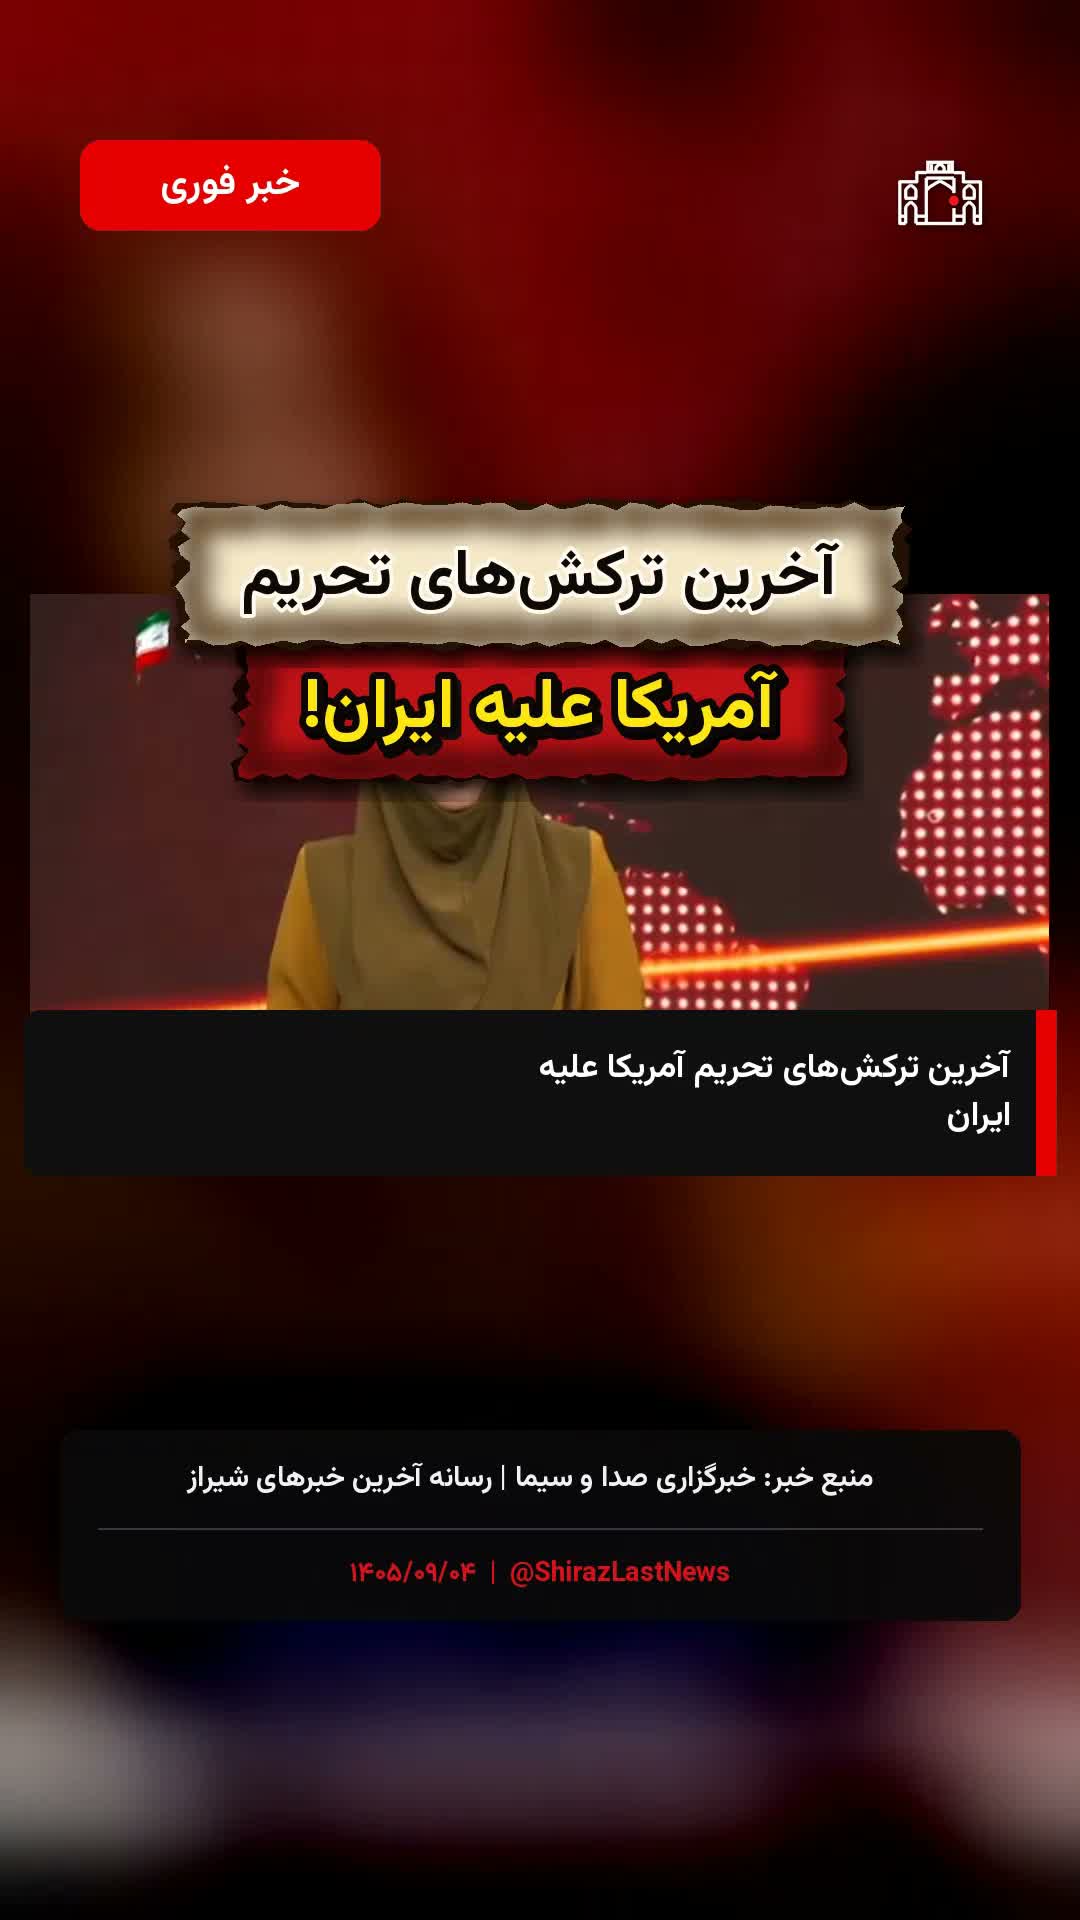 خبر فوری
آخرین ترکش‌های تحریم
آمریکا علیه ایران!
آخرین ترکش‌های تحریم آمریکا علیه
ایران
منبع خبر: خبرگزاری صدا و سیما | رسانه آخرین خبرهای شیراز
۱۴۰۵/۰۹/۰۴ | @ShirazLastNews